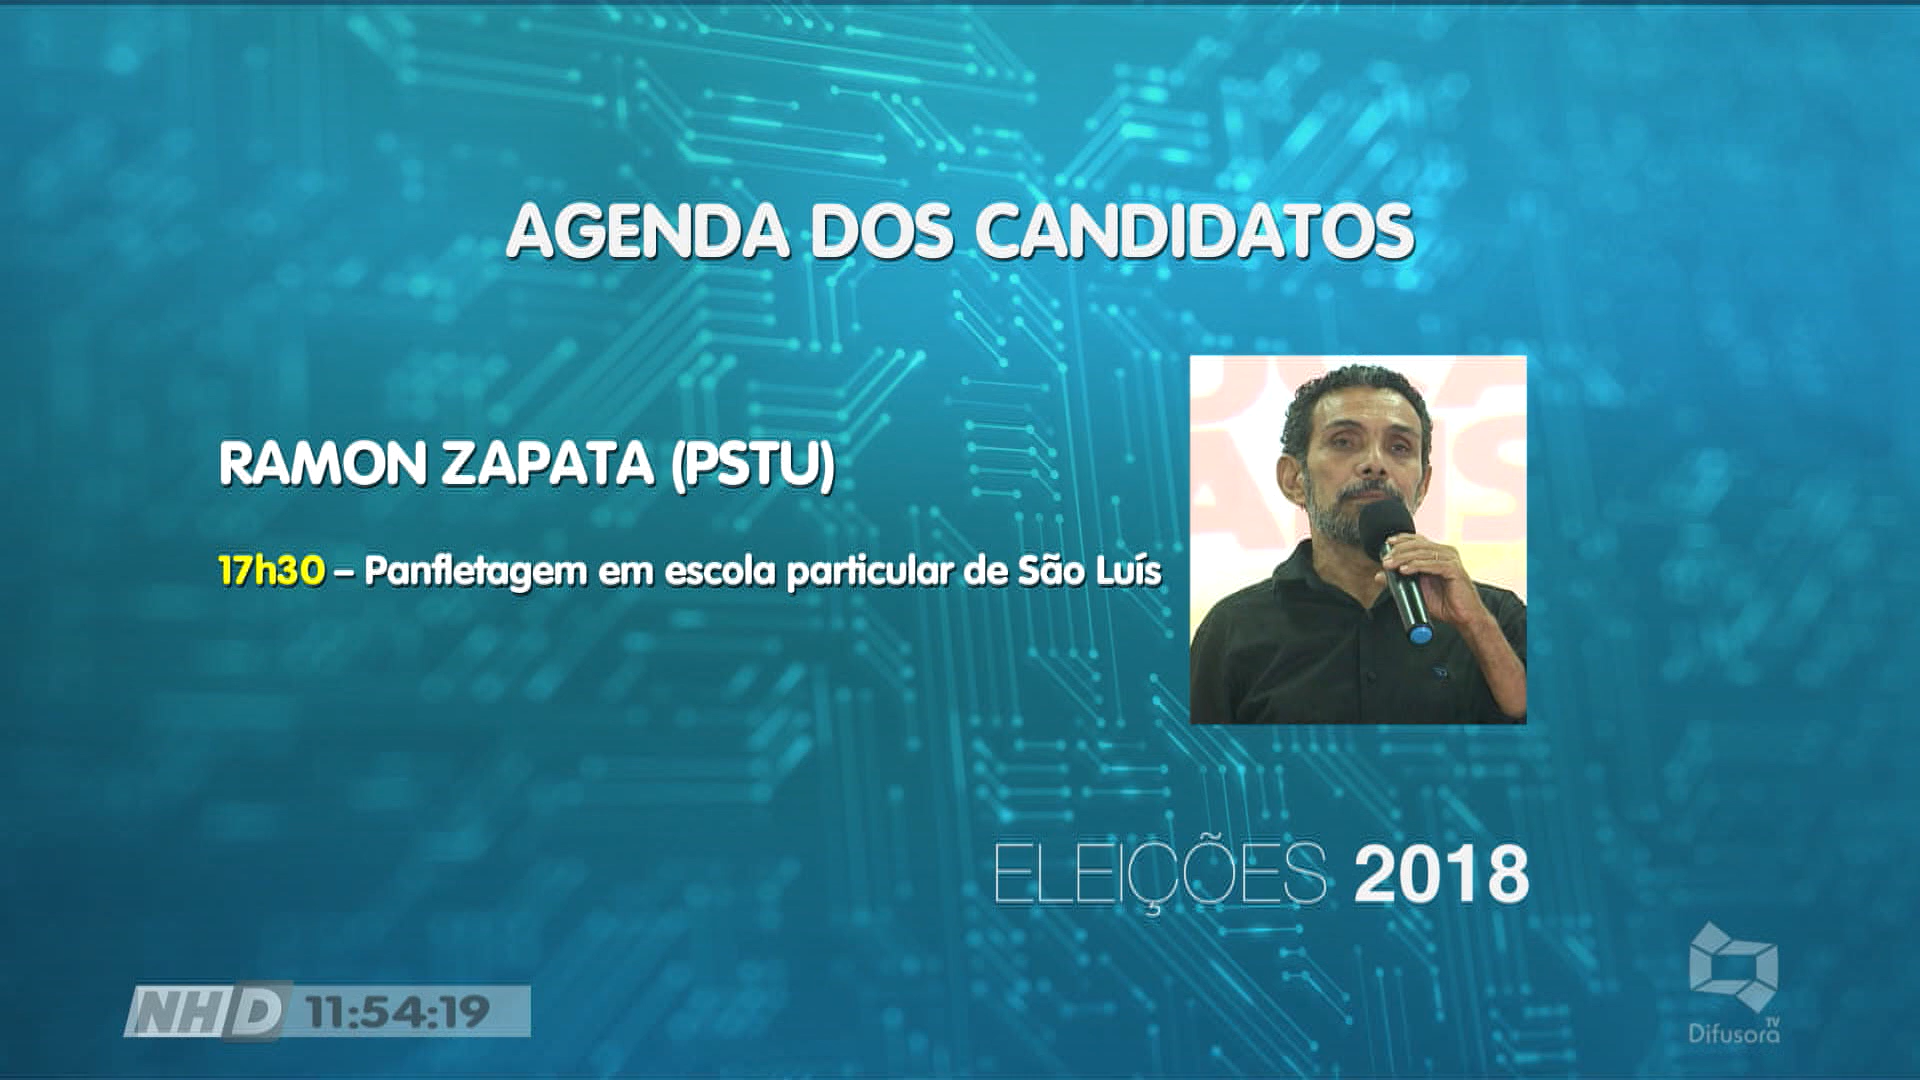 AGENDA DOS CANDIDATOS
RAMON ZAPATA (PSTU)
17h30 – Panfletagem em escola particular de São Luís
ELEIÇÕES 2018
NHD 11:54:19
TV
Difusora